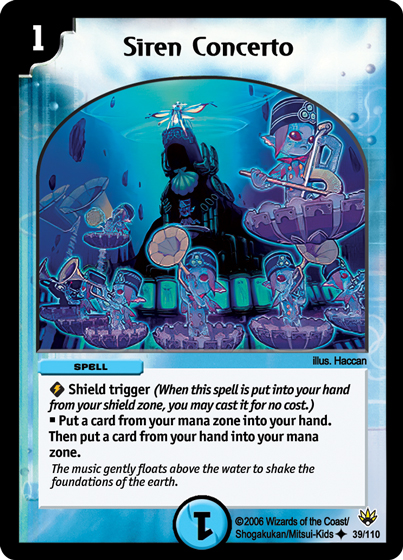 1
Siren Concerto
illus. Haccan
SPELL
Shield trigger (When this spell is put into your hand
from your shield zone, you may cast it for no cost.)
▪ Put a card from your mana zone into your hand.
Then put a card from your hand into your mana
zone.
The music gently floats above the water to shake the
foundations of the earth.
1
©2006 Wizards of the Coast/
Shogakukan/Mitsui-Kids ✦ 39/110